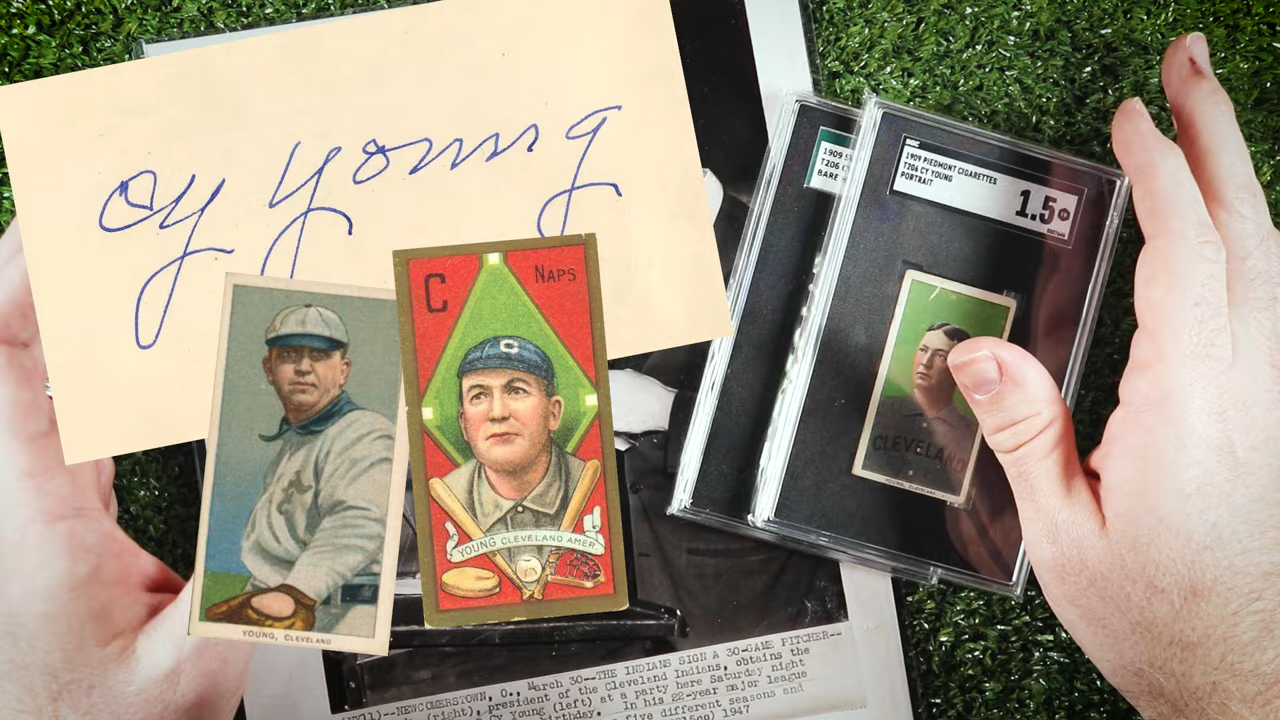 cy young
1909 S
T206 C
BARE
SGC
1909 PIEDMONT CIGARETTES
T206 CY YOUNG
PORTRAIT
1.5
CLEVELAND
YOUNG, CLEVELAND
C
NAPS
YOUNG CLEVELAND AMER.
YOUNG, CLEVELAND
--NEWCOMERSTOWN, O., March 30--THE INDIANS SIGN A 30-GAME PITCHER--
(right), president of the Cleveland Indians, obtains the
Cy Young (left) at a party here Saturday night
birthday. In his 22-year major league
five different seasons and
1947